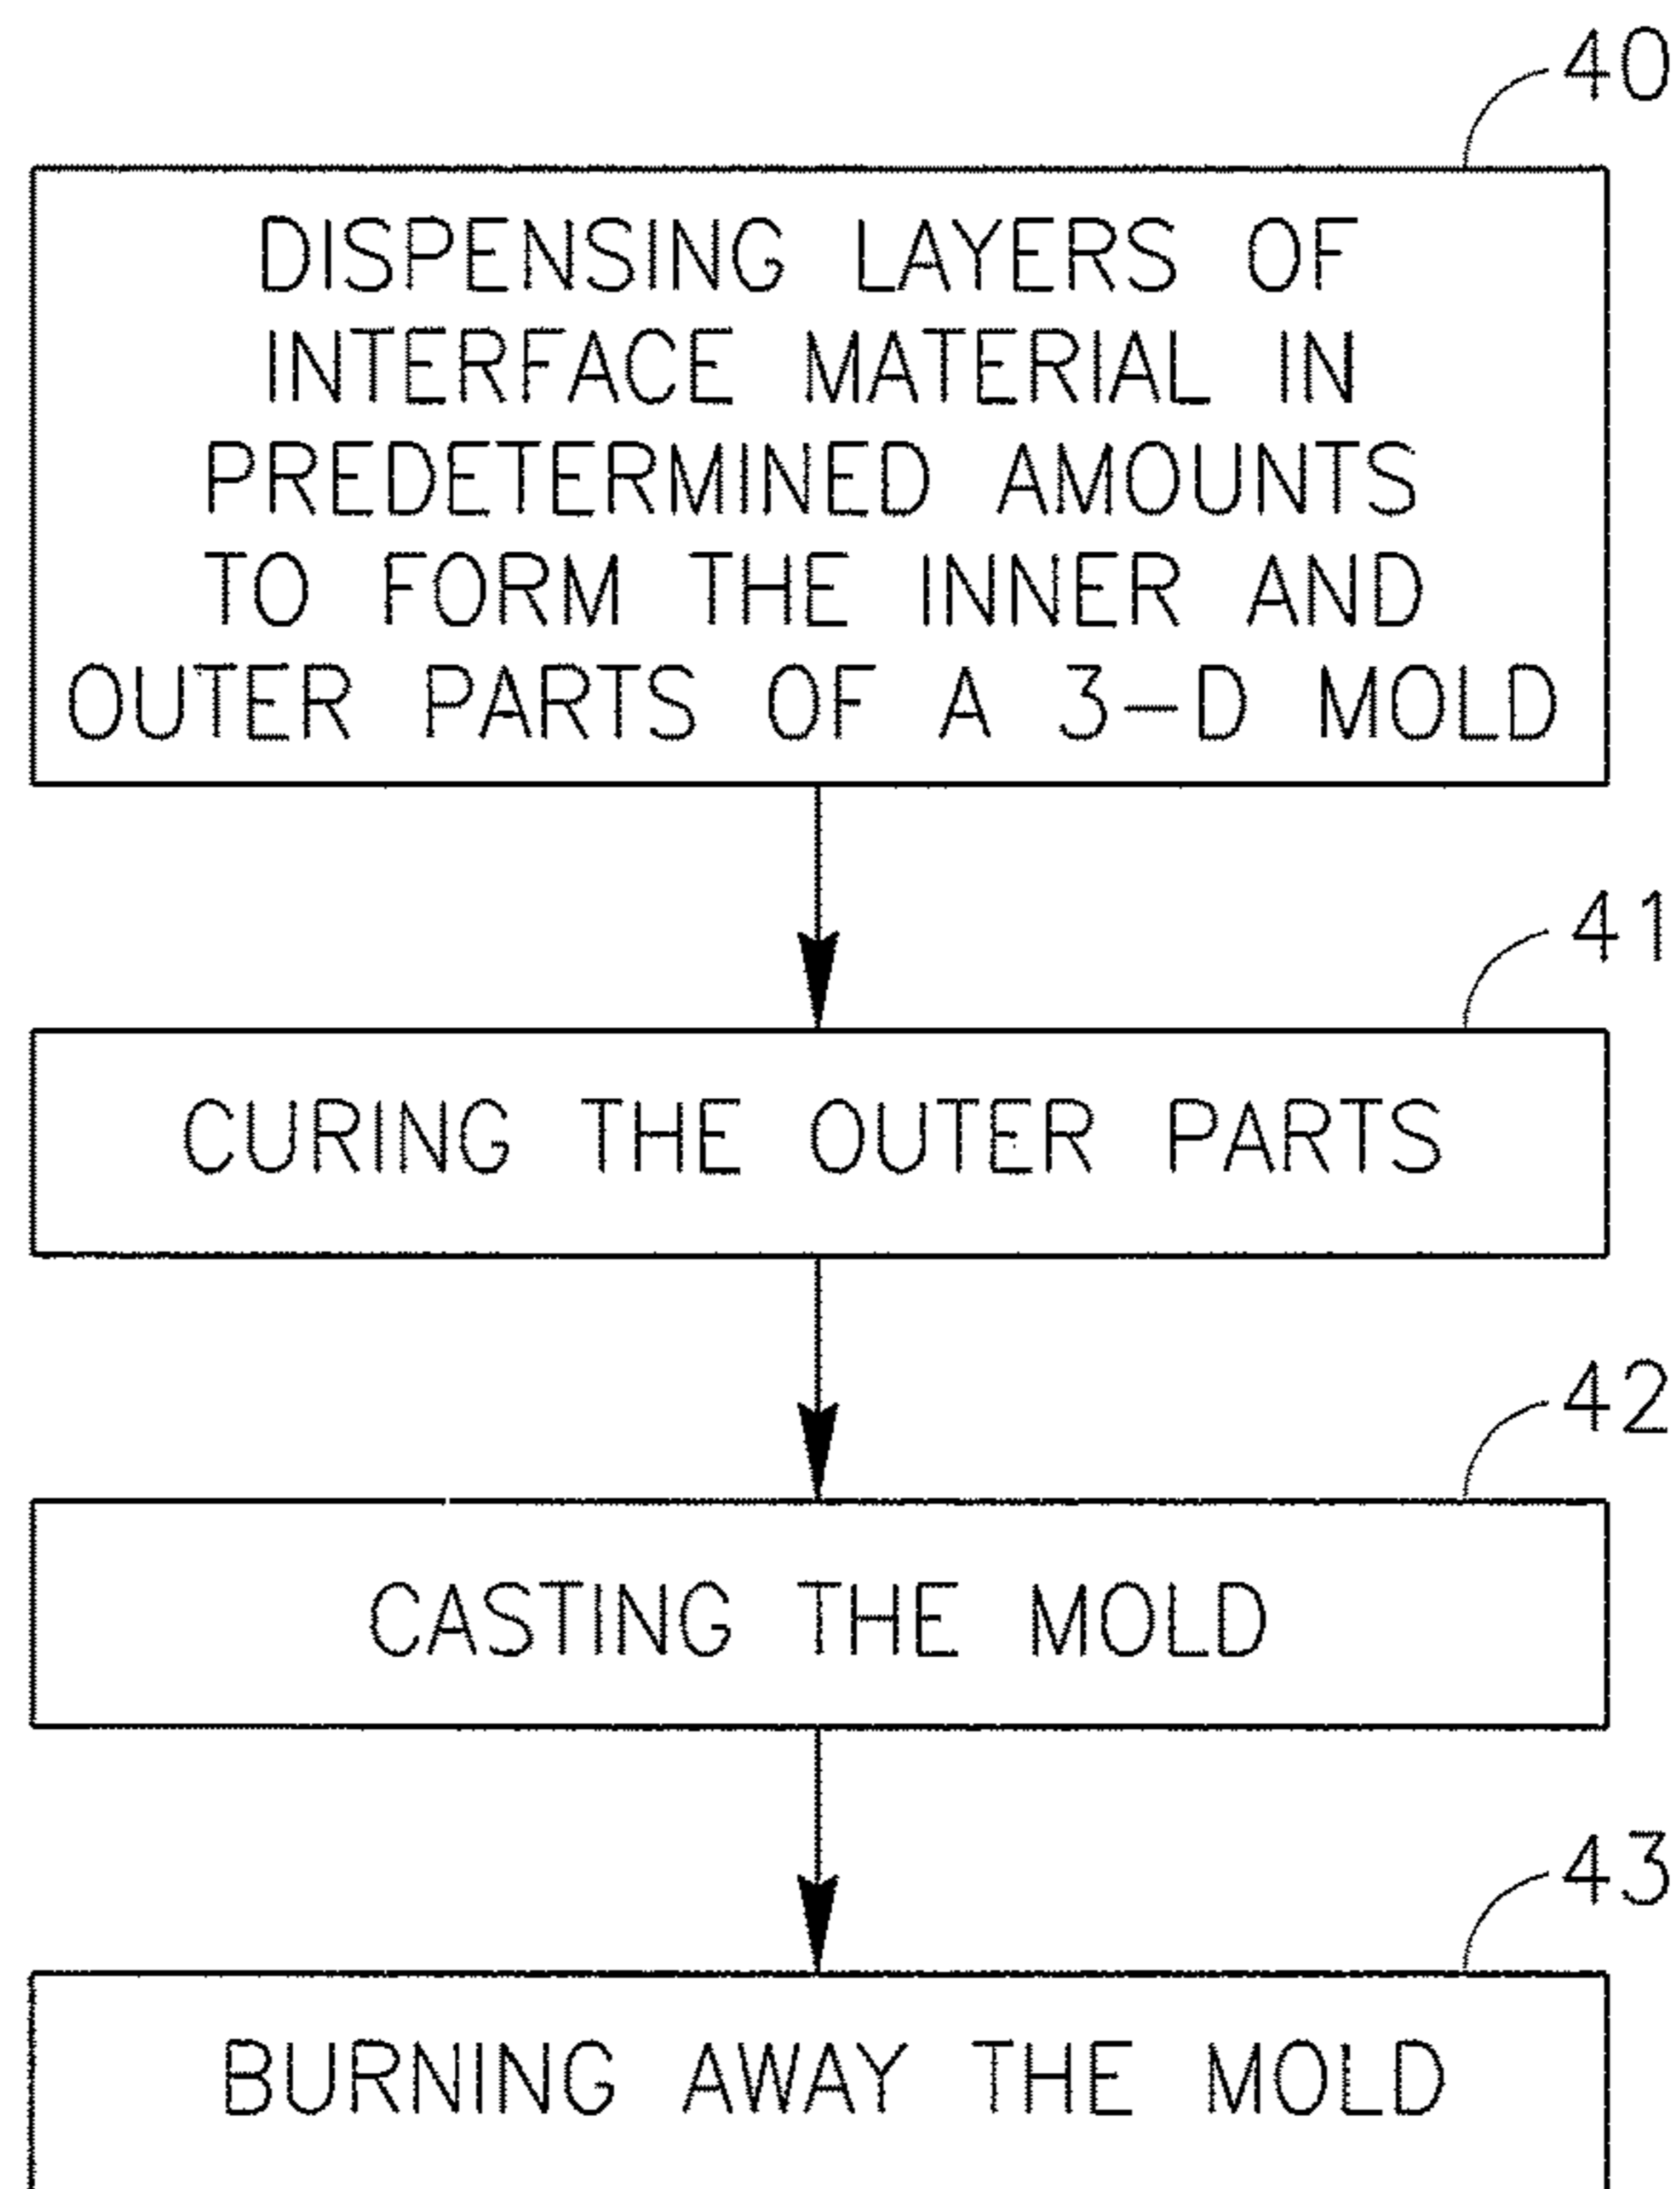 40
DISPENSING LAYERS OF
INTERFACE MATERIAL IN
PREDETERMINED AMOUNTS
TO FORM THE INNER AND
OUTER PARTS OF A 3-D MOLD
41
CURING THE OUTER PARTS
42
CASTING THE MOLD
43
BURNING AWAY THE MOLD